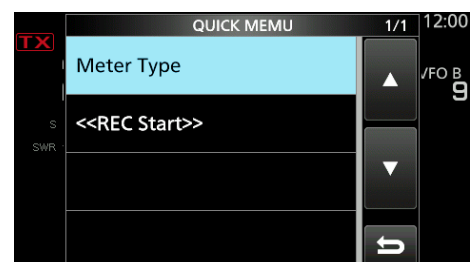 QUICK MEMU 1/1 12:00
TX
Meter Type
VFO B
9
<<REC Start>>
S
SWR